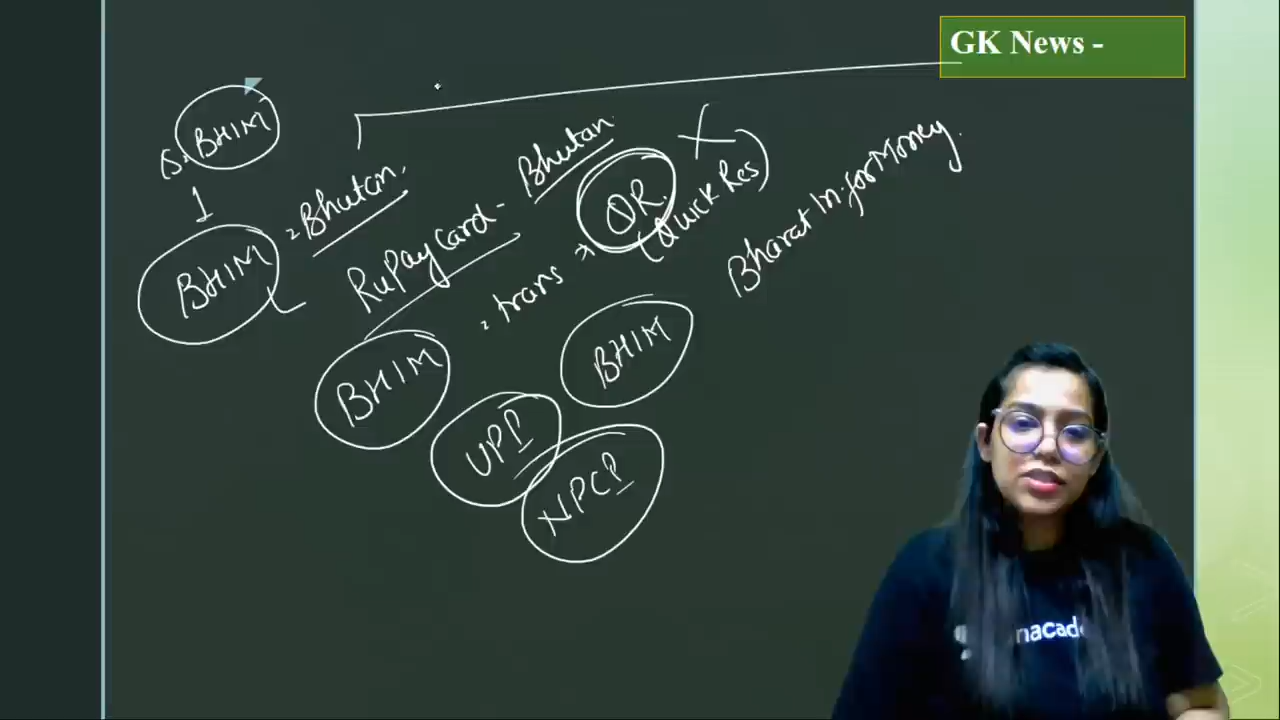 GK News -
BHIM
BHIM
Bhutan.
RuPay Card - Bhutan
trans
QR.
(Quick Res)
Bharat In. for Money.
BHIM
BHIM
UPI
NPCI
nacade